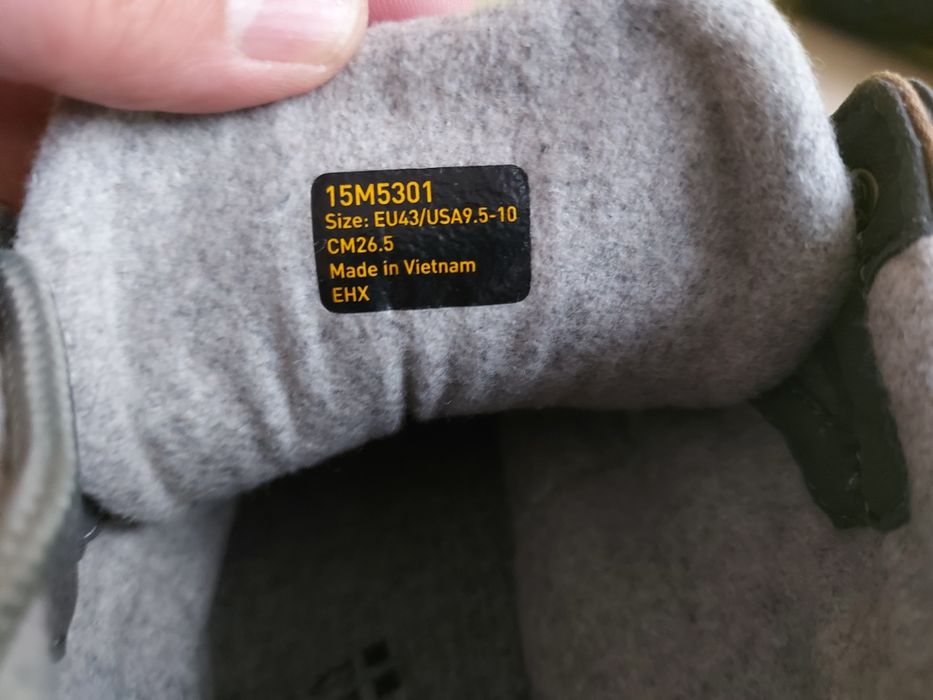 15M5301
Size: EU43/USA9.5-10
CM26.5
Made in Vietnam
EHX